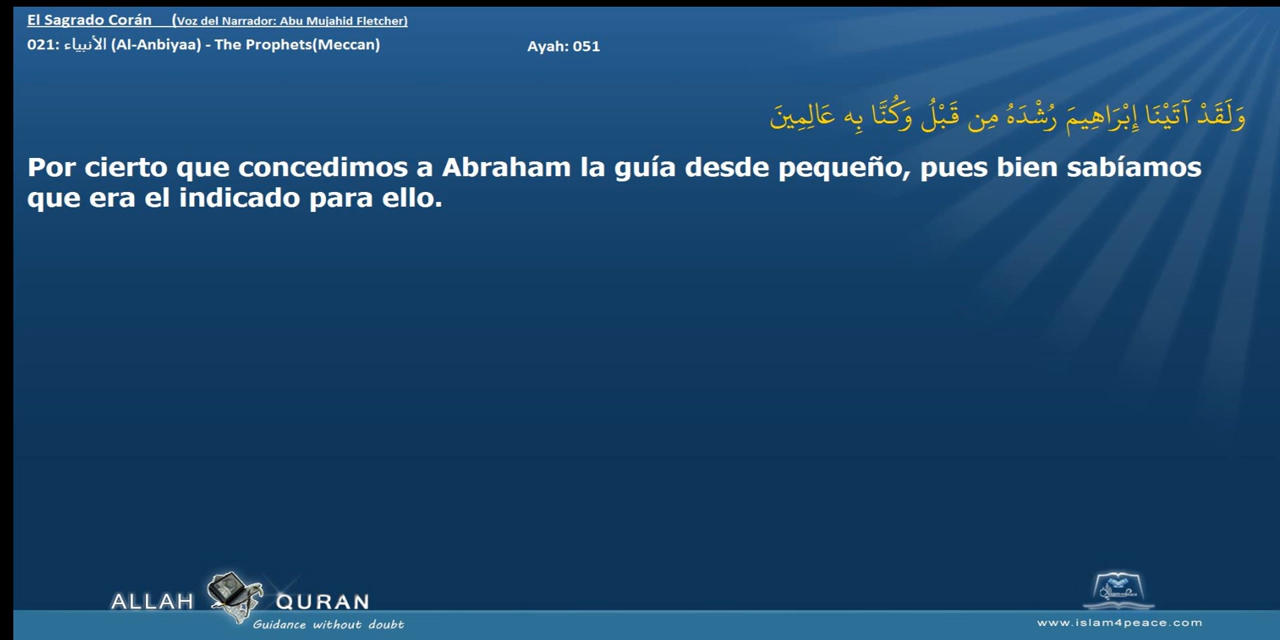 El Sagrado Corán (Voz del Narrador: Abu Mujahid Fletcher)
021: الأنبياء (Al-Anbiyaa) - The Prophets(Meccan) Ayah: 051
وَلَقَدْ آتَيْنَا إِبْرَاهِيمَ رُشْدَهُ مِن قَبْلُ وَكُنَّا بِه عَالِمِينَ
Por cierto que concedimos a Abraham la guía desde pequeño, pues bien sabíamos
que era el indicado para ello.
ALLAH QURAN
Guidance without doubt
www.islam4peace.com